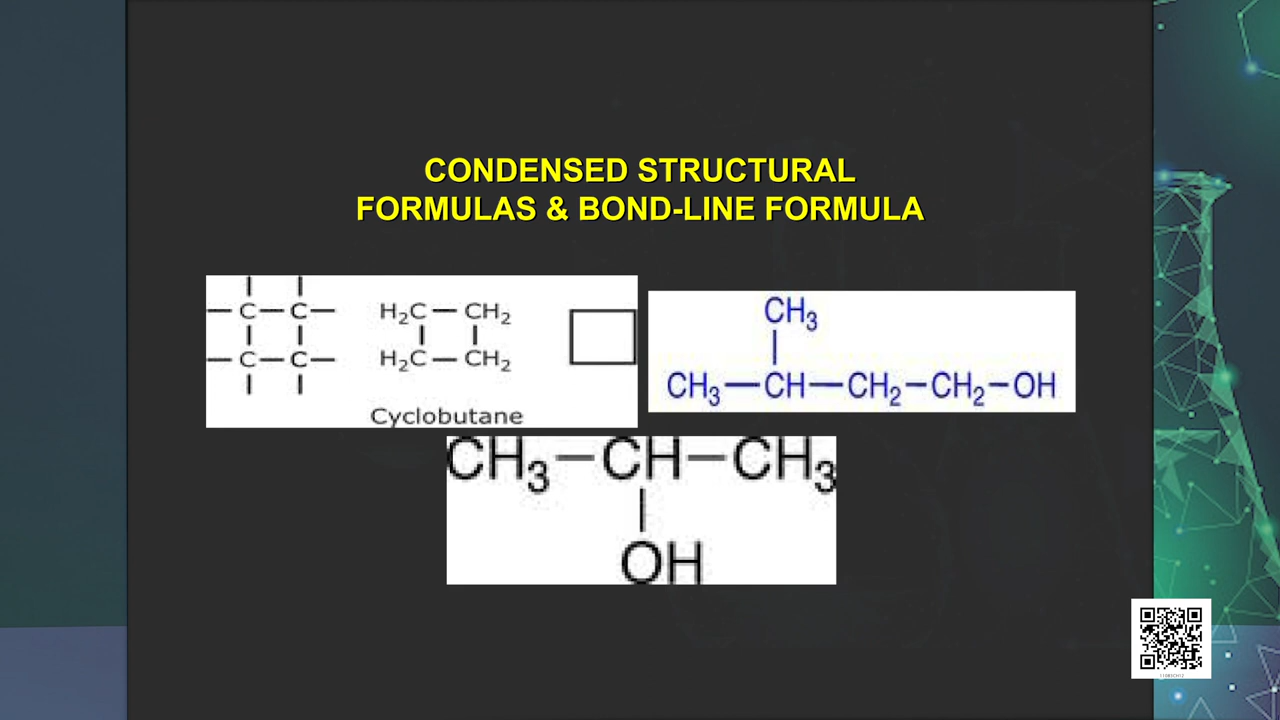 CONDENSED STRUCTURAL
FORMULAS & BOND-LINE FORMULA
C — C
C — C
H₂C — CH₂
H₂C — CH₂
Cyclobutane
CH₃
CH₃—CH—CH₂—CH₂—OH
CH₃—CH—CH₃
OH